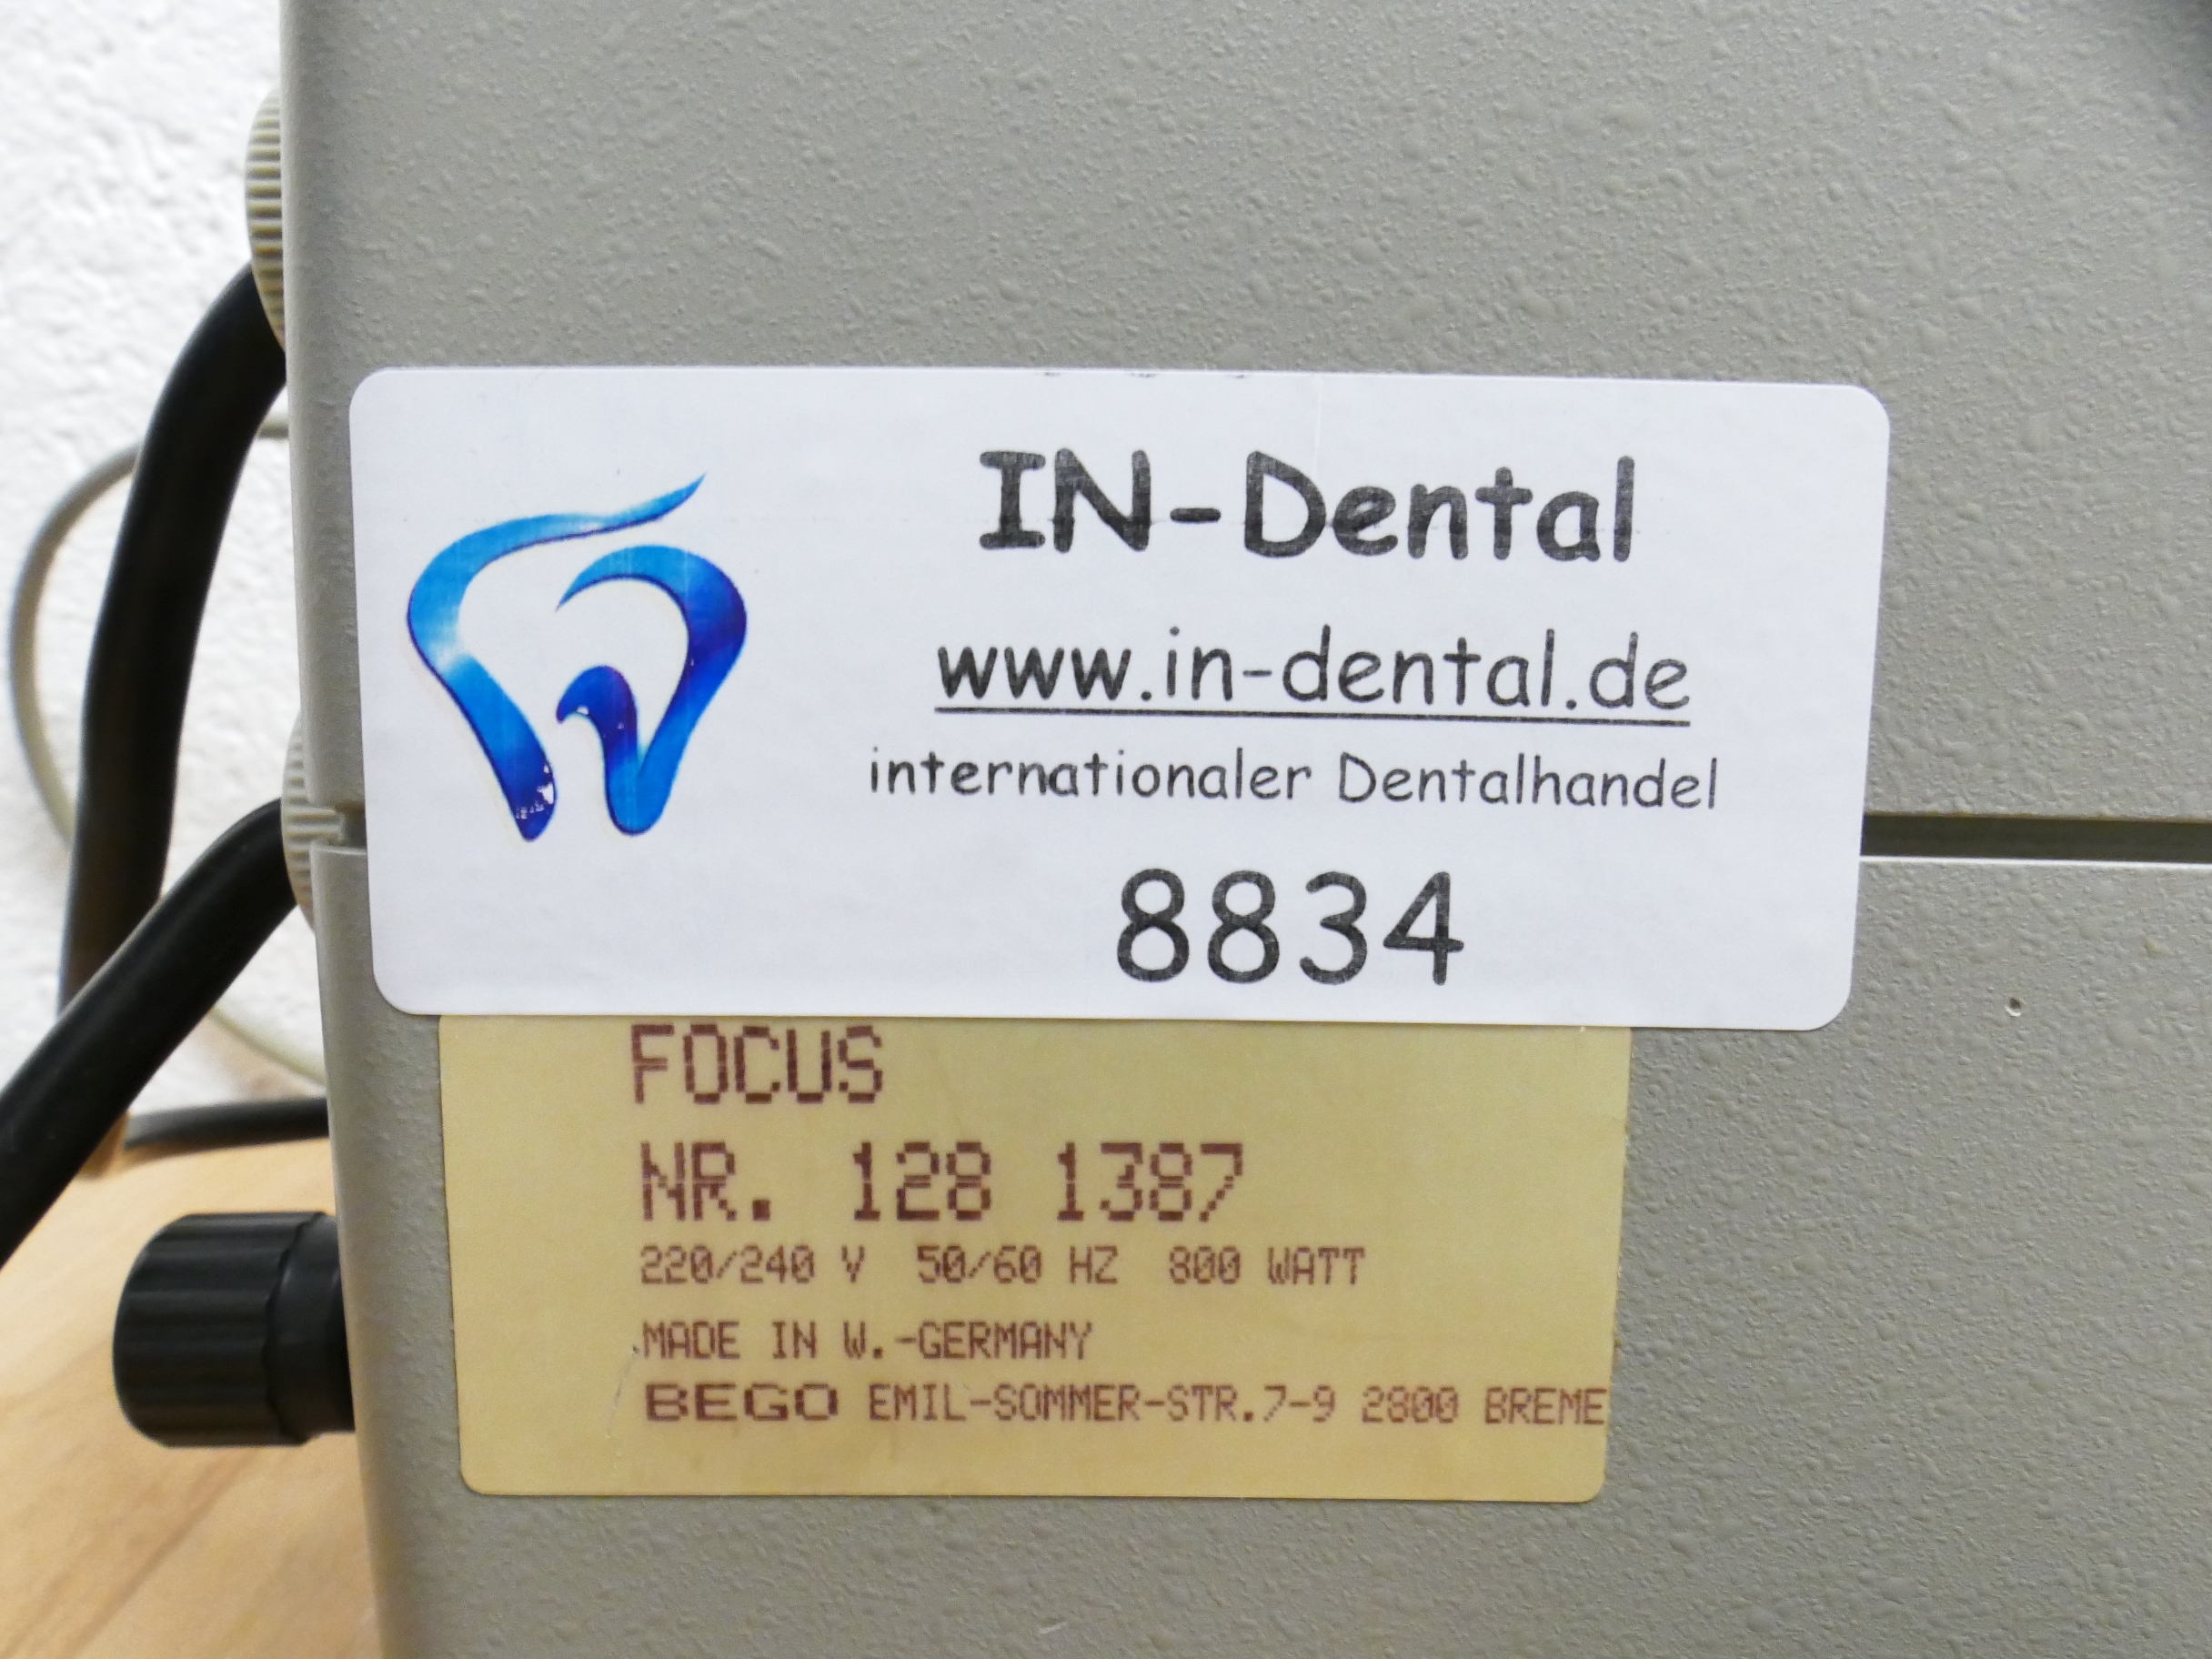 IN-Dental
www.in-dental.de
internationaler Dentalhandel
8834
FOCUS
NR. 128 1387
220/240 V 50/60 HZ 800 WATT
MADE IN W.-GERMANY
BEGO EMIL-SOMMER-STR.7-9 2800 BREME